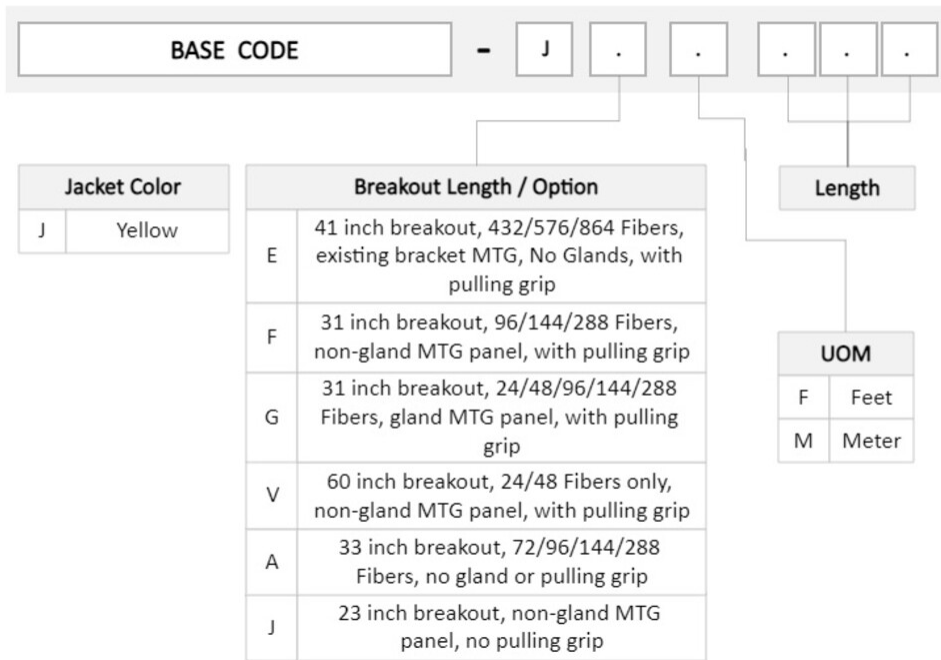 BASE CODE - J . . . . .
Jacket Color
J Yellow
Breakout Length / Option
E 41 inch breakout, 432/576/864 Fibers,
existing bracket MTG, No Glands, with
pulling grip
F 31 inch breakout, 96/144/288 Fibers,
non-gland MTG panel, with pulling grip
G 31 inch breakout, 24/48/96/144/288
Fibers, gland MTG panel, with pulling
grip
V 60 inch breakout, 24/48 Fibers only,
non-gland MTG panel, with pulling grip
A 33 inch breakout, 72/96/144/288
Fibers, no gland or pulling grip
J 23 inch breakout, non-gland MTG
panel, no pulling grip
Length
UOM
F Feet
M Meter